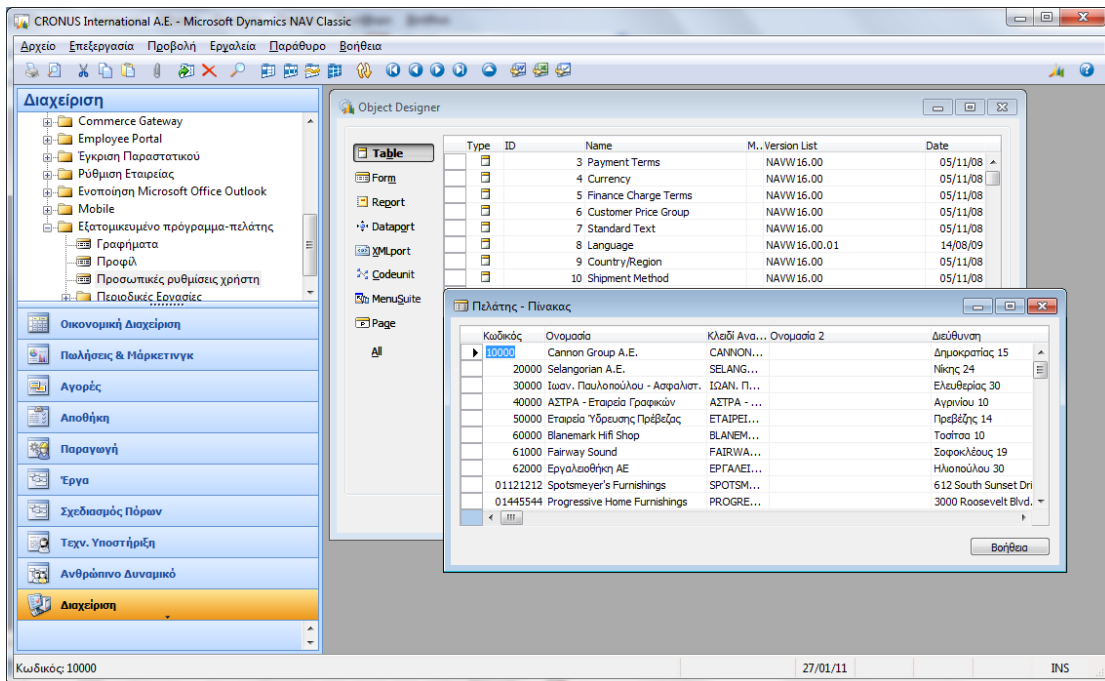 CRONUS International A.E. - Microsoft Dynamics NAV Classic
Αρχείο Επεξεργασία Προβολή Εργαλεία Παράθυρο Βοήθεια
Διαχείριση
Commerce Gateway
Employee Portal
Έγκριση Παραστατικού
Ρύθμιση Εταιρείας
Ενοποίηση Microsoft Office Outlook
Mobile
Εξατομικευμένο πρόγραμμα-πελάτης
Γραφήματα
Προφίλ
Προσωπικές ρυθμίσεις χρήστη
Περιοδικές Εργασίες
Οικονομική Διαχείριση
Πωλήσεις & Μάρκετινγκ
Αγορές
Αποθήκη
Παραγωγή
Έργα
Σχεδιασμός Πόρων
Τεχν. Υποστήριξη
Ανθρώπινο Δυναμικό
Διαχείριση
Object Designer
Table
Form
Report
Dataport
XMLport
Codeunit
MenuSuite
Page
All
Type ID Name M.. Version List Date
3 Payment Terms NAVW16.00 05/11/08
4 Currency NAVW16.00 05/11/08
5 Finance Charge Terms NAVW16.00 05/11/08
6 Customer Price Group NAVW16.00 05/11/08
7 Standard Text NAVW16.00 05/11/08
8 Language NAVW16.00.01 14/08/09
9 Country/Region NAVW16.00 05/11/08
10 Shipment Method NAVW16.00 05/11/08
Πελάτης - Πίνακας
Κωδικός Ονομασία Κλειδί Ανα... Ονομασία 2 Διεύθυνση
10000 Cannon Group A.E. CANNON... Δημοκρατίας 15
20000 Selangorian A.E. SELANG... Νίκης 24
30000 Ιωαν. Παυλοπούλου - Ασφαλιστ. ΙΩΑΝ. Π... Ελευθερίας 30
40000 ΑΣΤΡΑ - Εταιρεία Γραφικών ΑΣΤΡΑ - ... Αγρινίου 10
50000 Εταιρεία Ύδρευσης Πρέβεζας ΕΤΑΙΡΕΙ... Πρεβέζης 14
60000 Blanemark Hifi Shop BLANEM... Τοσίτσα 10
61000 Fairway Sound FAIRWA... Σοφοκλέους 19
62000 Εργαλειοθήκη ΑΕ ΕΡΓΑΛΕΙ... Ηλιοπούλου 30
01121212 Spotsmeyer's Furnishings SPOTSM... 612 South Sunset Dri
01445544 Progressive Home Furnishings PROGRE... 3000 Roosevelt Blvd.
Βοήθεια
Κωδικός: 10000 27/01/11 INS